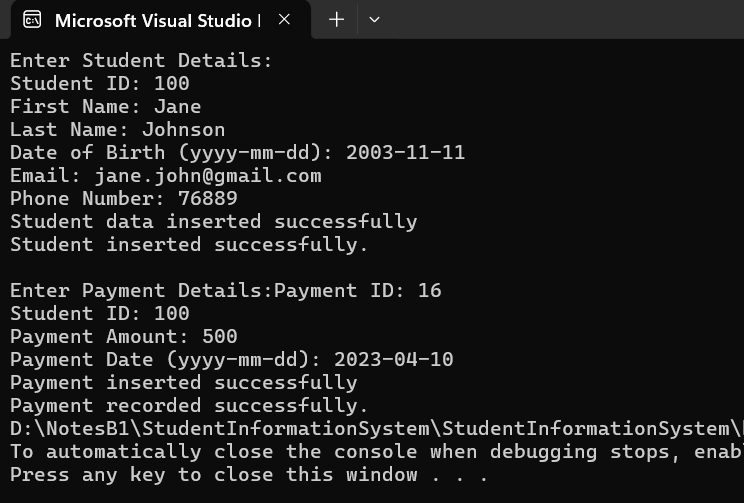 Microsoft Visual Studio
Enter Student Details:
Student ID: 100
First Name: Jane
Last Name: Johnson
Date of Birth (yyyy-mm-dd): 2003-11-11
Email: jane.john@gmail.com
Phone Number: 76889
Student data inserted successfully
Student inserted successfully.
Enter Payment Details:Payment ID: 16
Student ID: 100
Payment Amount: 500
Payment Date (yyyy-mm-dd): 2023-04-10
Payment inserted successfully
Payment recorded successfully.
D:\NotesB1\StudentInformationSystem\StudentInformationSystem\
To automatically close the console when debugging stops, enab
Press any key to close this window . . .